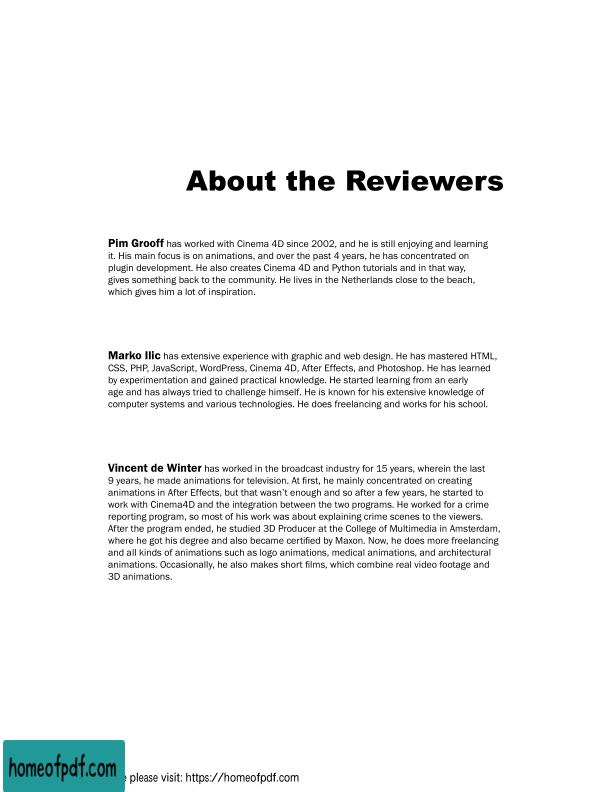 About the Reviewers
Pim Grooff has worked with Cinema 4D since 2002, and he is still enjoying and learning
it. His main focus is on animations, and over the past 4 years, he has concentrated on
plugin development. He also creates Cinema 4D and Python tutorials and in that way,
gives something back to the community. He lives in the Netherlands close to the beach,
which gives him a lot of inspiration.
Marko Ilic has extensive experience with graphic and web design. He has mastered HTML,
CSS, PHP, JavaScript, WordPress, Cinema 4D, After Effects, and Photoshop. He has learned
by experimentation and gained practical knowledge. He started learning from an early
age and has always tried to challenge himself. He is known for his extensive knowledge of
computer systems and various technologies. He does freelancing and works for his school.
Vincent de Winter has worked in the broadcast industry for 15 years, wherein the last
9 years, he made animations for television. At first, he mainly concentrated on creating
animations in After Effects, but that wasn't enough and so after a few years, he started to
work with Cinema4D and the integration between the two programs. He worked for a crime
reporting program, so most of his work was about explaining crime scenes to the viewers.
After the program ended, he studied 3D Producer at the College of Multimedia in Amsterdam,
where he got his degree and also became certified by Maxon. Now, he does more freelancing
and all kinds of animations such as logo animations, medical animations, and architectural
animations. Occasionally, he also makes short films, which combine real video footage and
3D animations.
homeofpdf.com
please visit: https://homeofpdf.com